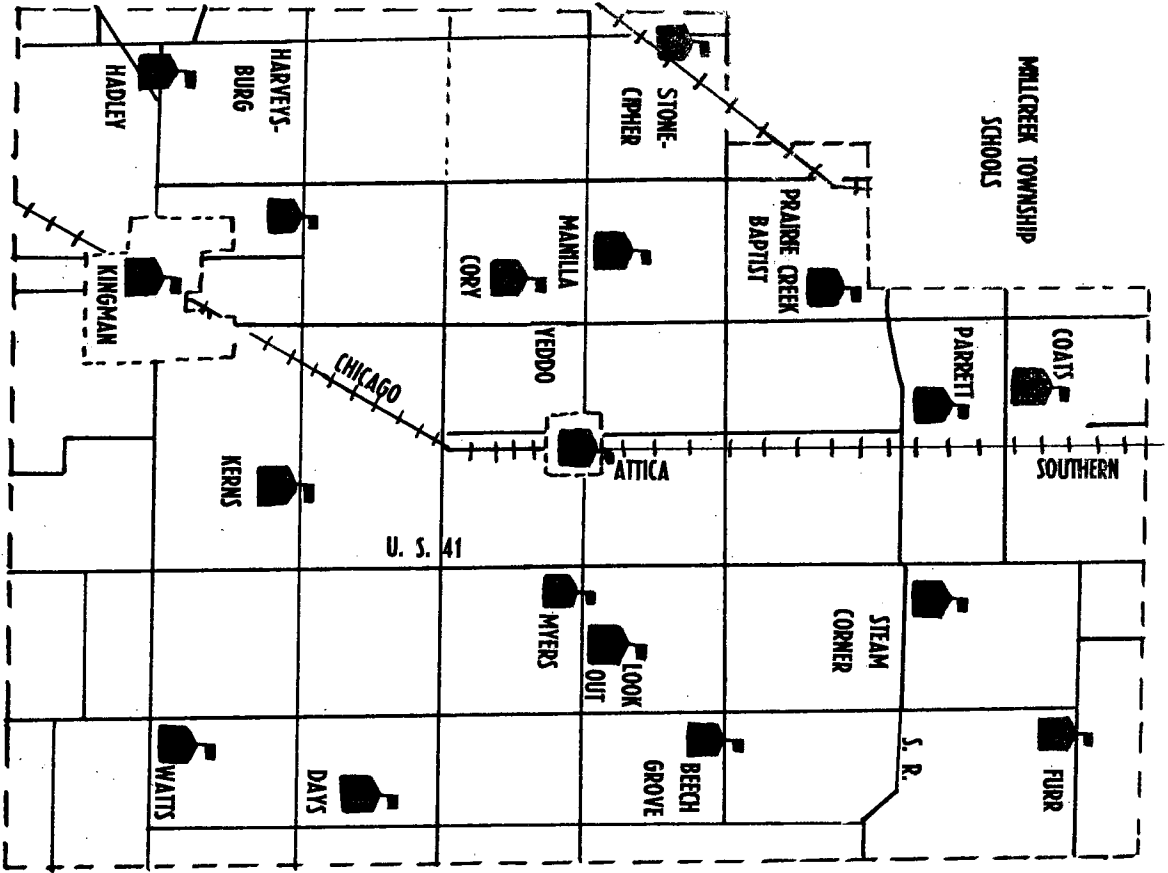 MILLCREEK TOWNSHIP
SCHOOLS
STONE-
CIPHER
HARVEYS-
BURG
HADLEY
PRAIRIE CREEK
BAPTIST
MANILLA
CORY
KINGMAN
COATS
PARRETT
YEDDO
CHICAGO
ATTICA
SOUTHERN
KERNS
U. S. 41
MYERS
LOOK
OUT
STEAM
CORNER
S. R.
FURR
BEECH
GROVE
DAYS
WATTS